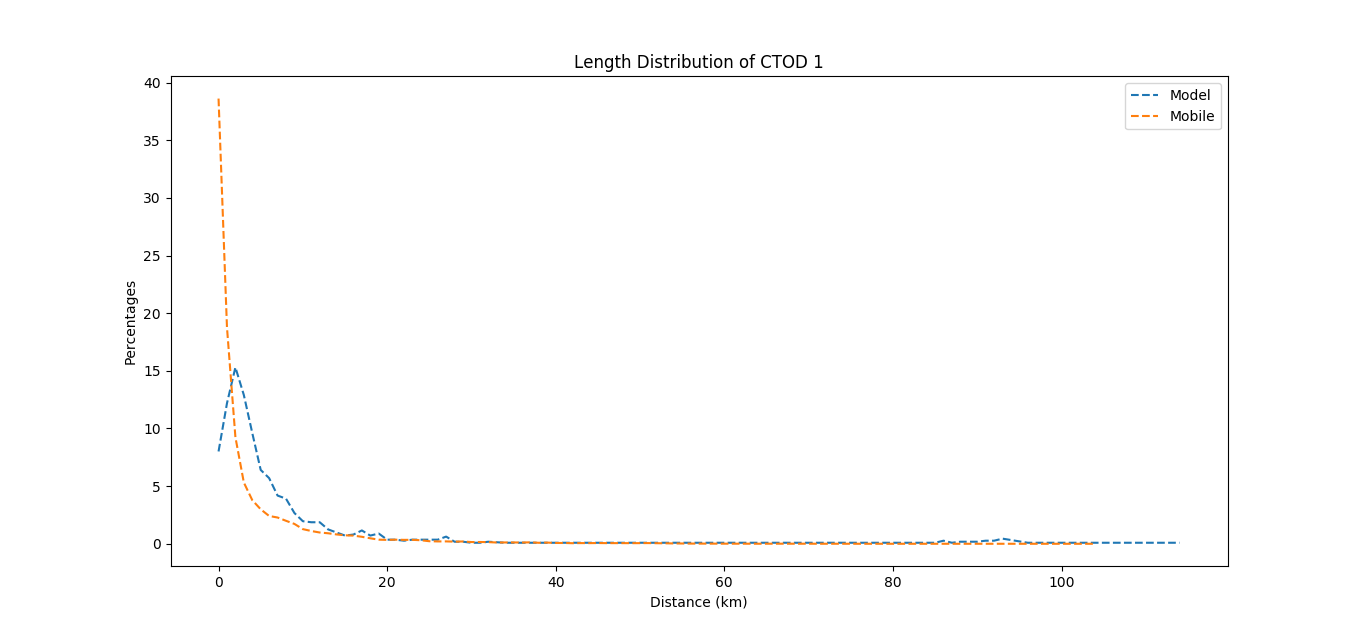 Length Distribution of CTOD 1
Model
Mobile
Percentages
40
35
30
25
20
15
10
5
0
0 20 40 60 80 100
Distance (km)